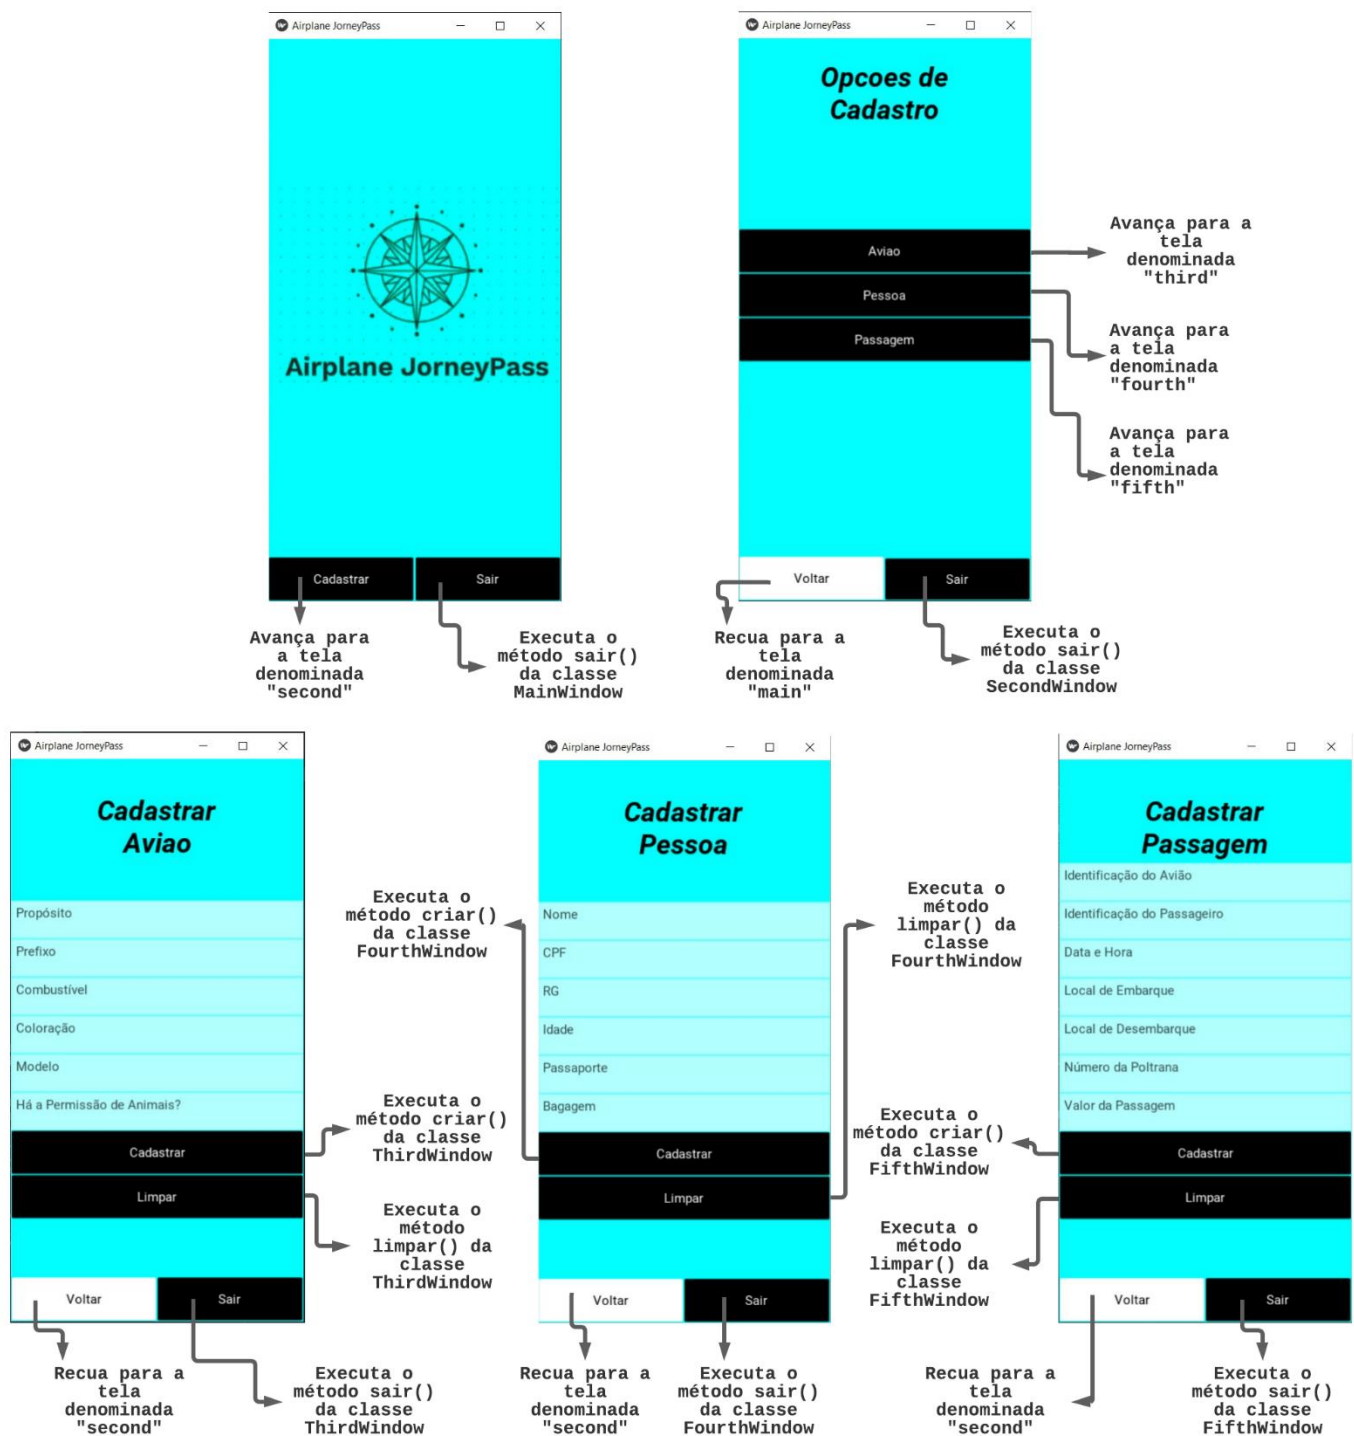 Airplane JorneyPass
Airplane JorneyPass
Cadastrar
Sair
Avança para
a tela
denominada
"second"
Executa o
método sair()
da classe
MainWindow
Airplane JorneyPass
Opcoes de
Cadastro
Aviao
Pessoa
Passagem
Avança para a
tela
denominada
"third"
Avança para
a tela
denominada
"fourth"
Avança para
a tela
denominada
"fifth"
Voltar
Sair
Recua para a
tela
denominada
"main"
Executa o
método sair()
da classe
SecondWindow
Airplane JorneyPass
Cadastrar
Aviao
Propósito
Prefixo
Combustível
Coloração
Modelo
Há a Permissão de Animais?
Cadastrar
Limpar
Voltar
Sair
Executa o
método criar()
da classe
ThirdWindow
Executa o
método
limpar() da
classe
ThirdWindow
Recua para a
tela
denominada
"second"
Executa o
método sair()
da classe
ThirdWindow
Airplane JorneyPass
Cadastrar
Pessoa
Nome
CPF
RG
Idade
Passaporte
Bagagem
Cadastrar
Limpar
Voltar
Sair
Executa o
método criar()
da classe
FourthWindow
Executa o
método
limpar() da
classe
FourthWindow
Recua para a
tela
denominada
"second"
Executa o
método sair()
da classe
FourthWindow
Airplane JorneyPass
Cadastrar
Passagem
Identificação do Avião
Identificação do Passageiro
Data e Hora
Local de Embarque
Local de Desembarque
Número da Poltrana
Valor da Passagem
Cadastrar
Limpar
Voltar
Sair
Executa o
método criar()
da classe
FifthWindow
Executa o
método
limpar() da
classe
FifthWindow
Recua para a
tela
denominada
"second"
Executa o
método sair()
da classe
FifthWindow